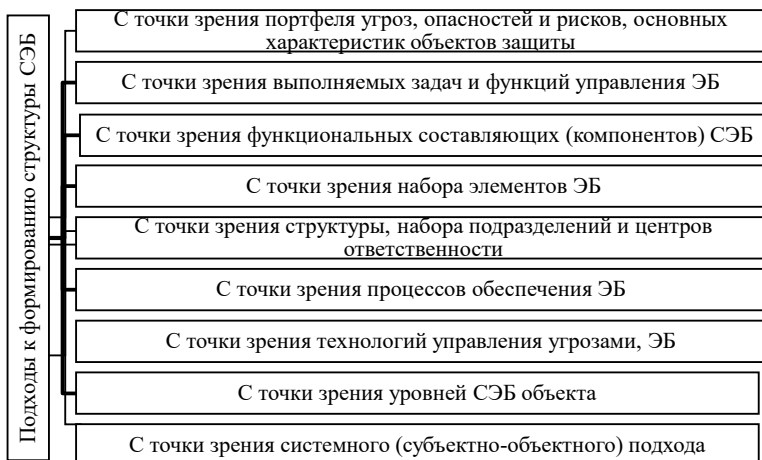 Подходы к формированию структуры СЭБ
С точки зрения портфеля угроз, опасностей и рисков, основных
характеристик объектов защиты
С точки зрения выполняемых задач и функций управления ЭБ
С точки зрения функциональных составляющих (компонентов) СЭБ
С точки зрения набора элементов ЭБ
С точки зрения структуры, набора подразделений и центров
ответственности
С точки зрения процессов обеспечения ЭБ
С точки зрения технологий управления угрозами, ЭБ
С точки зрения уровней СЭБ объекта
С точки зрения системного (субъектно-объектного) подхода